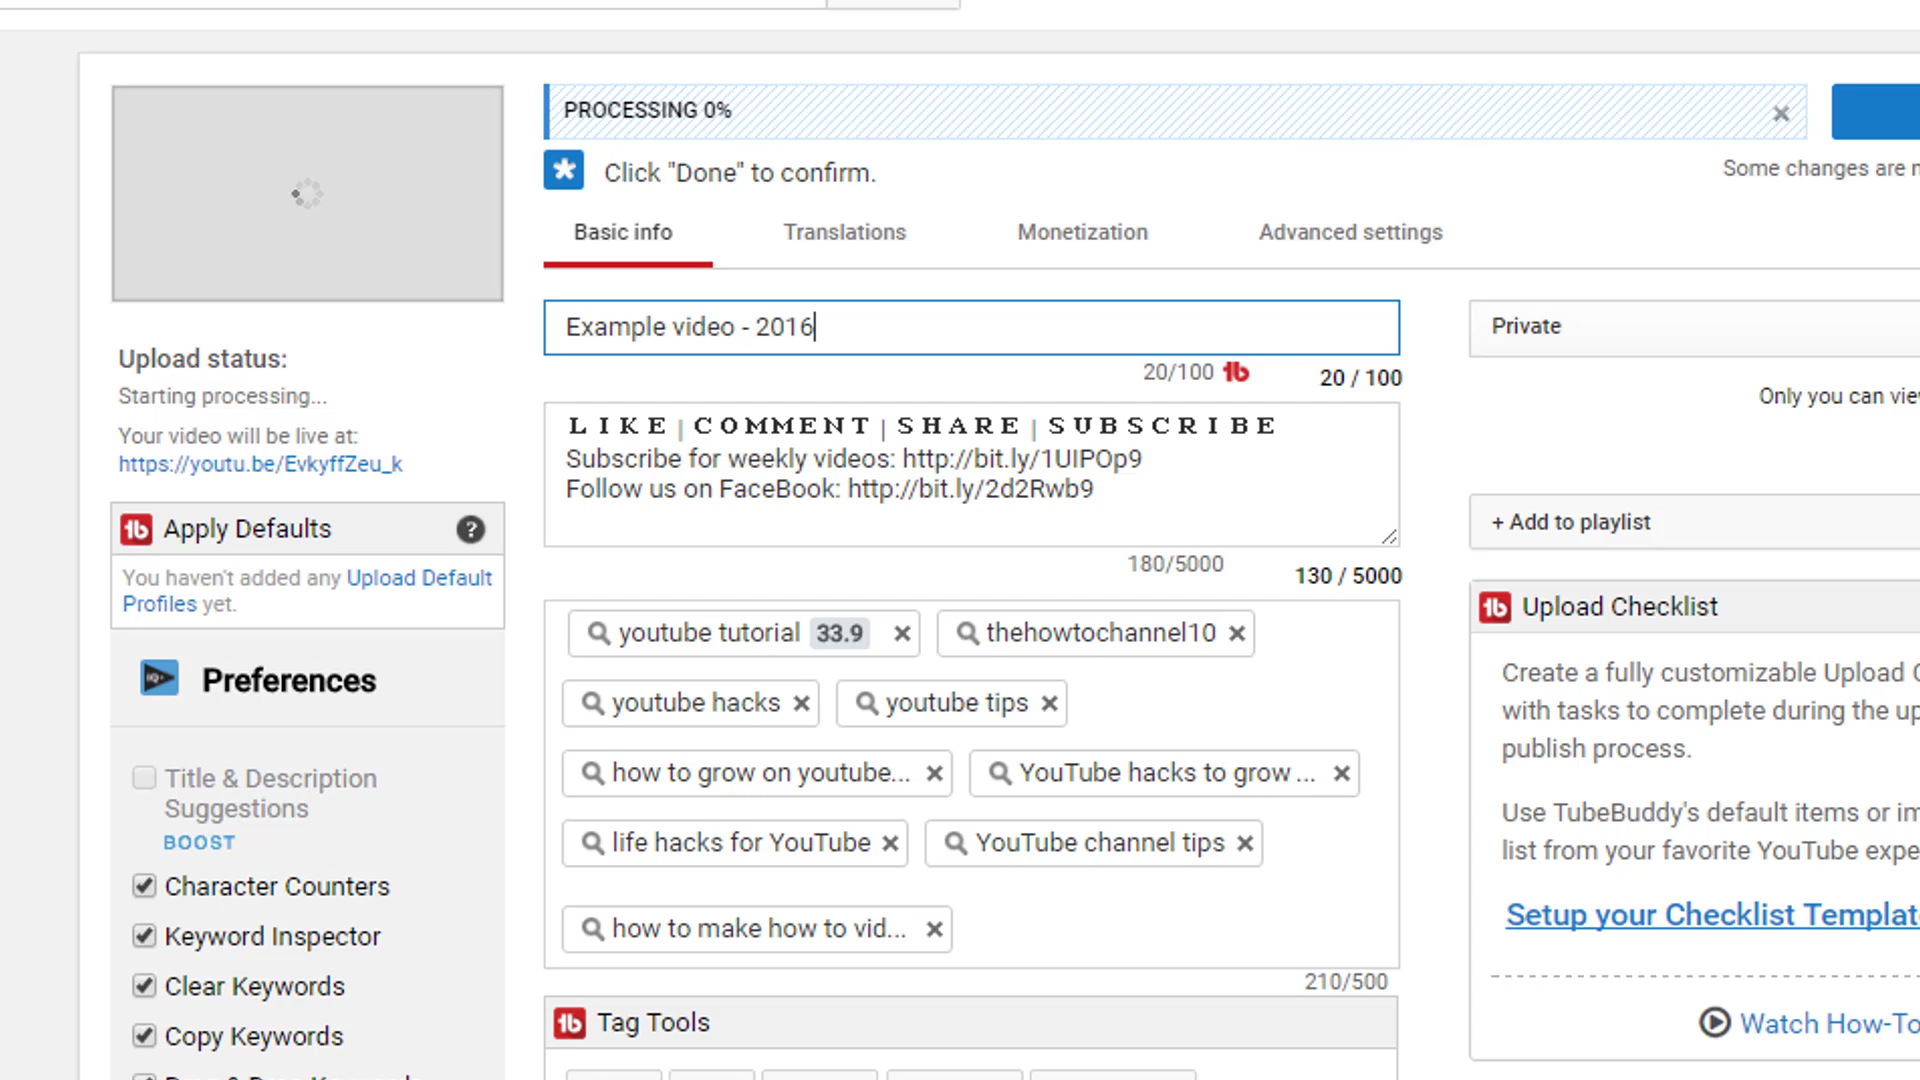 PROCESSING 0%
Click "Done" to confirm.
Some changes are
Basic info
Translations
Monetization
Advanced settings
Example video - 2016
20/100
20 / 100
Private
Only you can
Upload status:
Starting processing...
Your video will be live at:
https://youtu.be/EvkyffZeu_k
LIKE | COMMENT | SHARE | SUBSCRIBE
Subscribe for weekly videos: http://bit.ly/1UIPOp9
Follow us on FaceBook: http://bit.ly/2d2Rwb9
180/5000
130 / 5000
+ Add to playlist
Apply Defaults
You haven't added any Upload Default
Profiles yet.
Preferences
Title & Description
Suggestions
BOOST
Character Counters
Keyword Inspector
Clear Keywords
Copy Keywords
youtube tutorial 33.9
thehowtochannel10
youtube hacks
youtube tips
how to grow on youtube...
YouTube hacks to grow ...
life hacks for YouTube
YouTube channel tips
how to make how to vid...
210/500
Tag Tools
Upload Checklist
Create a fully customizable Upload
with tasks to complete during the
publish process.
Use TubeBuddy's default items or
list from your favorite YouTube
Setup your Checklist
Watch